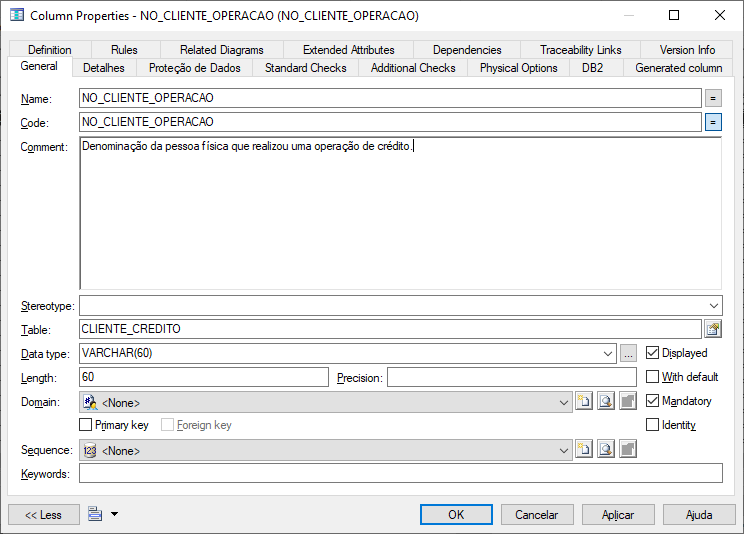 Column Properties - NO_CLIENTE_OPERACAO (NO_CLIENTE_OPERACAO)
Definition Rules Related Diagrams Extended Attributes Dependencies Traceability Links Version Info
General Detalhes Proteção de Dados Standard Checks Additional Checks Physical Options DB2 Generated column
Name: NO_CLIENTE_OPERACAO =
Code: NO_CLIENTE_OPERACAO =
Comment: Denominação da pessoa física que realizou uma operação de crédito.
Stereotype:
Table: CLIENTE_CREDITO
Data type: VARCHAR(60) ... Displayed
Length: 60 Precision: With default
Domain: <None> Mandatory
Primary key Foreign key Identity
Sequence: <None>
Keywords:
<< Less OK Cancelar Aplicar Ajuda